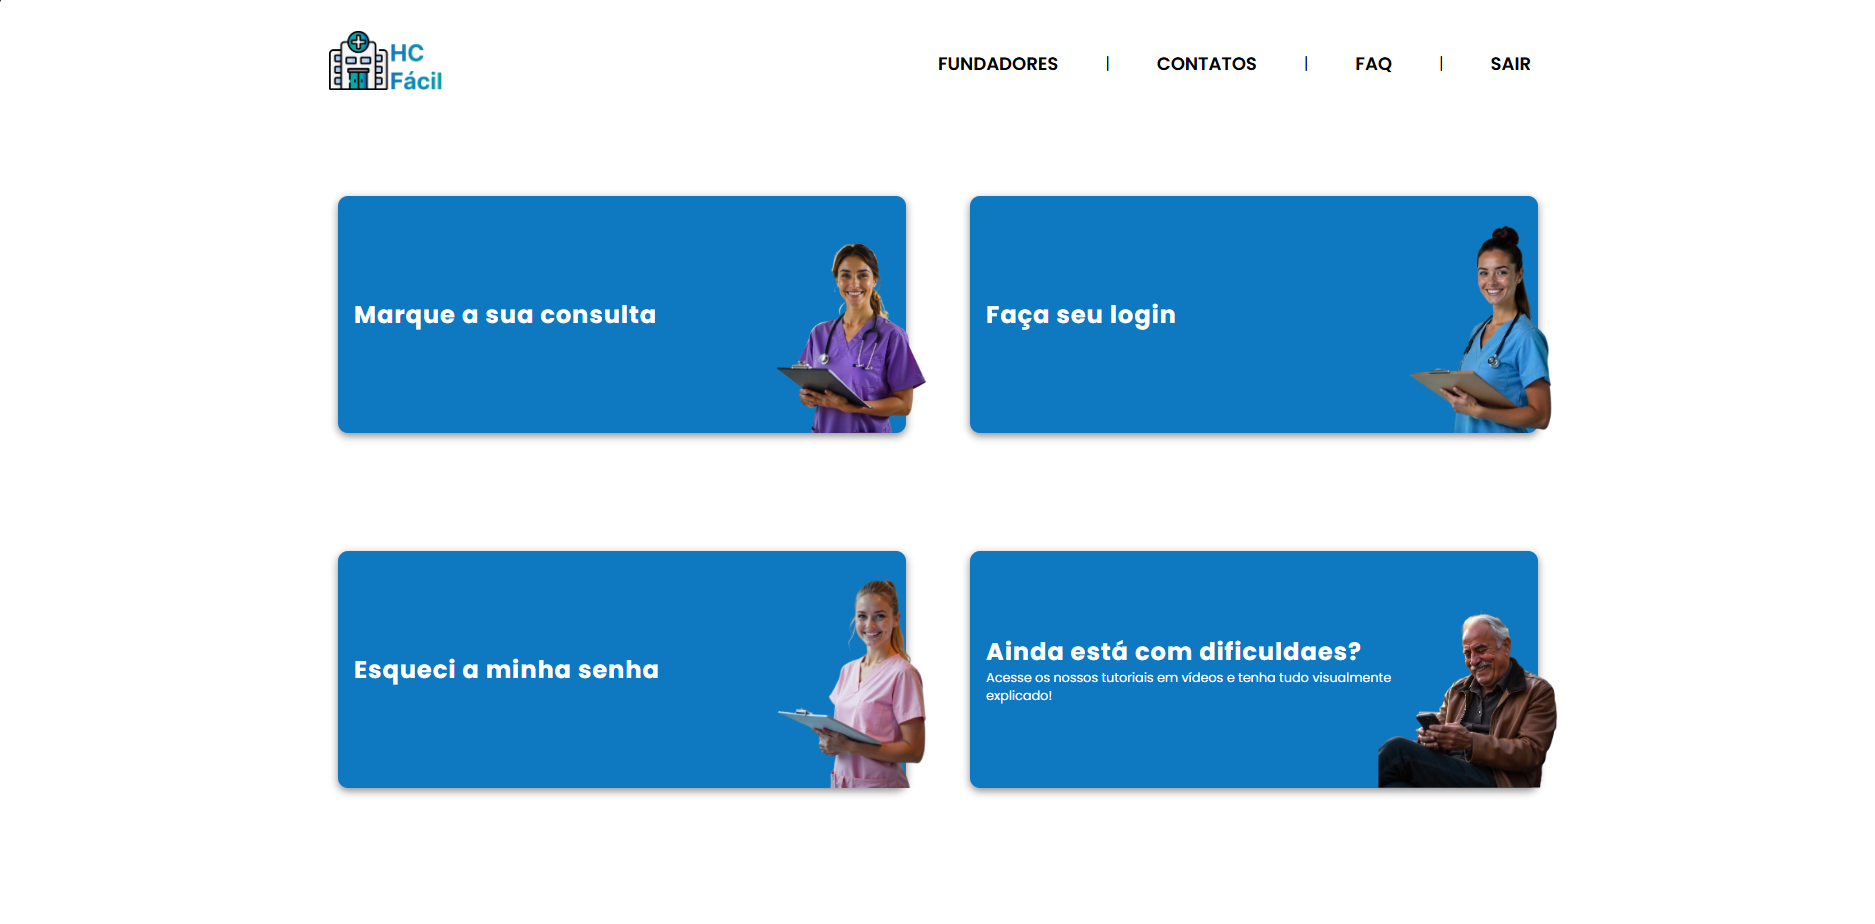 HC
Fácil
FUNDADORES | CONTATOS | FAQ | SAIR
Marque a sua consulta
Faça seu login
Esqueci a minha senha
Ainda está com dificuldaes?
Acesse os nossos tutoriais em vídeos e tenha tudo visualmente
explicado!